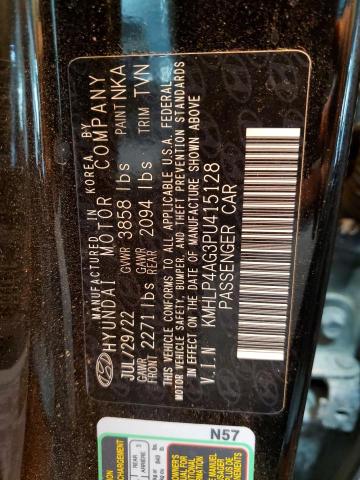 MANUFACTURED IN KOREA BY
HYUNDAI MOTOR COMPANY
JUL/29/22 GVWR 3858 lbs PAINT NKA
GAWR FRONT 2271 lbs GAWR REAR 2094 lbs TRIM TVN
THIS VEHICLE CONFORMS TO ALL APPLICABLE U.S.A. FEDERAL
MOTOR VEHICLE SAFETY, BUMPER, AND THEFT PREVENTION STANDARDS
IN EFFECT ON THE DATE OF MANUFACTURE SHOWN ABOVE
V.I.N KMHLP4AG3PU415128
PASSENGER CAR
N57
REAR
ARRIERE